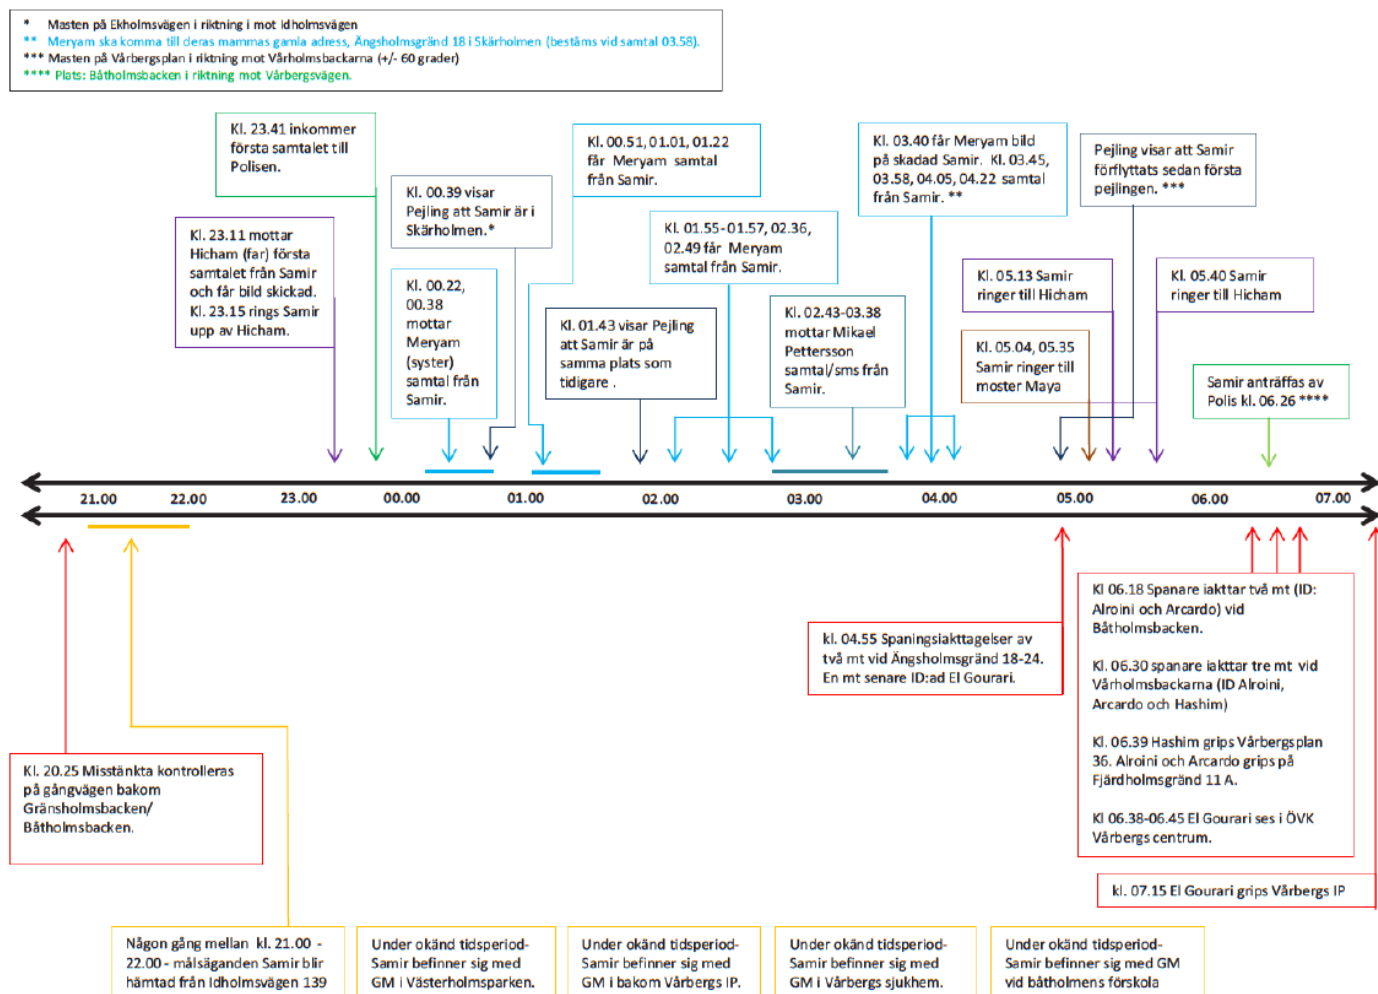 * Masten på Ekholmsvägen i riktning i mot Idholmsvägen
** Meryam ska komma till deras mammas gamla adress, Ängsholmsgränd 18 i Skärholmen (bestäms vid samtal 03.58).
*** Masten på Vårbergsplan i riktning mot Vårholmsbackarna (+/- 60 grader)
**** Plats: Båtholmsbacken i riktning mot Vårbergsvägen.
Kl. 23.41 inkommer
första samtalet till
Polisen.
Kl. 23.11 mottar
Hicham (far) första
samtalet från Samir
och får bild skickad.
Kl. 23.15 rings Samir
upp av Hicham.
Kl. 00.39 visar
Pejling att Samir är i
Skärholmen.*
Kl. 00.22,
00.38
mottar
Meryam
(syster)
samtal från
Samir.
Kl. 00.51, 01.01, 01.22
får Meryam samtal
från Samir.
Kl. 01.43 visar Pejling
att Samir är på
samma plats som
tidigare .
Kl. 01.55-01.57, 02.36,
02.49 får Meryam
samtal från Samir.
Kl. 02.43-03.38
mottar Mikael
Pettersson
samtal/sms från
Samir.
Kl. 03.40 får Meryam bild
på skadad Samir. Kl. 03.45,
03.58, 04.05, 04.22 samtal
från Samir. **
Pejling visar att Samir
förflyttats sedan första
pejlingen. ***
Kl. 05.13 Samir
ringer till Hicham
Kl. 05.40 Samir
ringer till Hicham
Kl. 05.04, 05.35
Samir ringer till
moster Maya
Samir anträffas av
Polis kl. 06.26 ****
21.00 22.00 23.00 00.00 01.00 02.00 03.00 04.00 05.00 06.00 07.00
Kl. 20.25 Misstänkta kontrolleras
på gångvägen bakom
Gränsholmsbacken/
Båtholmsbacken.
kl. 04.55 Spaningsiakttagelser av
två mt vid Ängsholmsgränd 18-24.
En mt senare ID:ad El Gourari.
Kl 06.18 Spanare iakttar två mt (ID:
Alroini och Arcardo) vid
Båtholmsbacken.
Kl. 06.30 spanare iakttar tre mt vid
Vårholmsbackarna (ID Alroini,
Arcardo och Hashim)
Kl. 06.39 Hashim grips Vårbergsplan
36. Alroini och Arcardo grips på
Fjärdholmsgränd 11 A.
Kl 06.38-06.45 El Gourari ses i ÖVK
Vårbergs centrum.
kl. 07.15 El Gourari grips Vårbergs IP
Någon gång mellan kl. 21.00 -
22.00 - målsäganden Samir blir
hämtad från Idholmsvägen 139
Under okänd tidsperiod-
Samir befinner sig med
GM i Västerholmsparken.
Under okänd tidsperiod-
Samir befinner sig med
GM i bakom Vårbergs IP.
Under okänd tidsperiod-
Samir befinner sig med
GM i Vårbergs sjukhem.
Under okänd tidsperiod-
Samir befinner sig med GM
vid båtholmens förskola